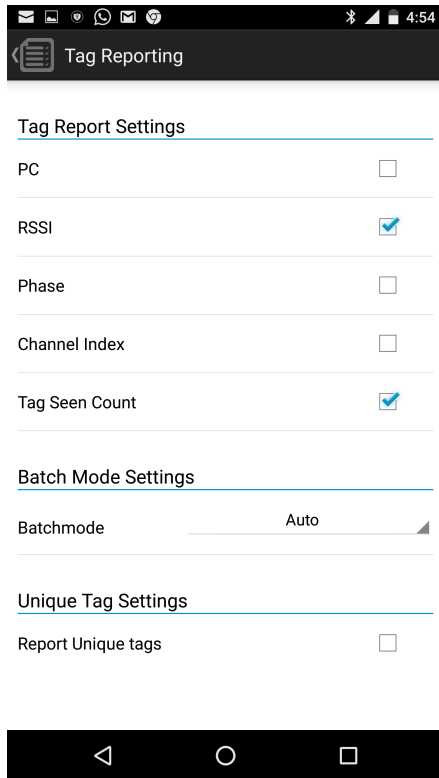 4:54
Tag Reporting
Tag Report Settings
PC
RSSI
Phase
Channel Index
Tag Seen Count
Batch Mode Settings
Batchmode Auto
Unique Tag Settings
Report Unique tags